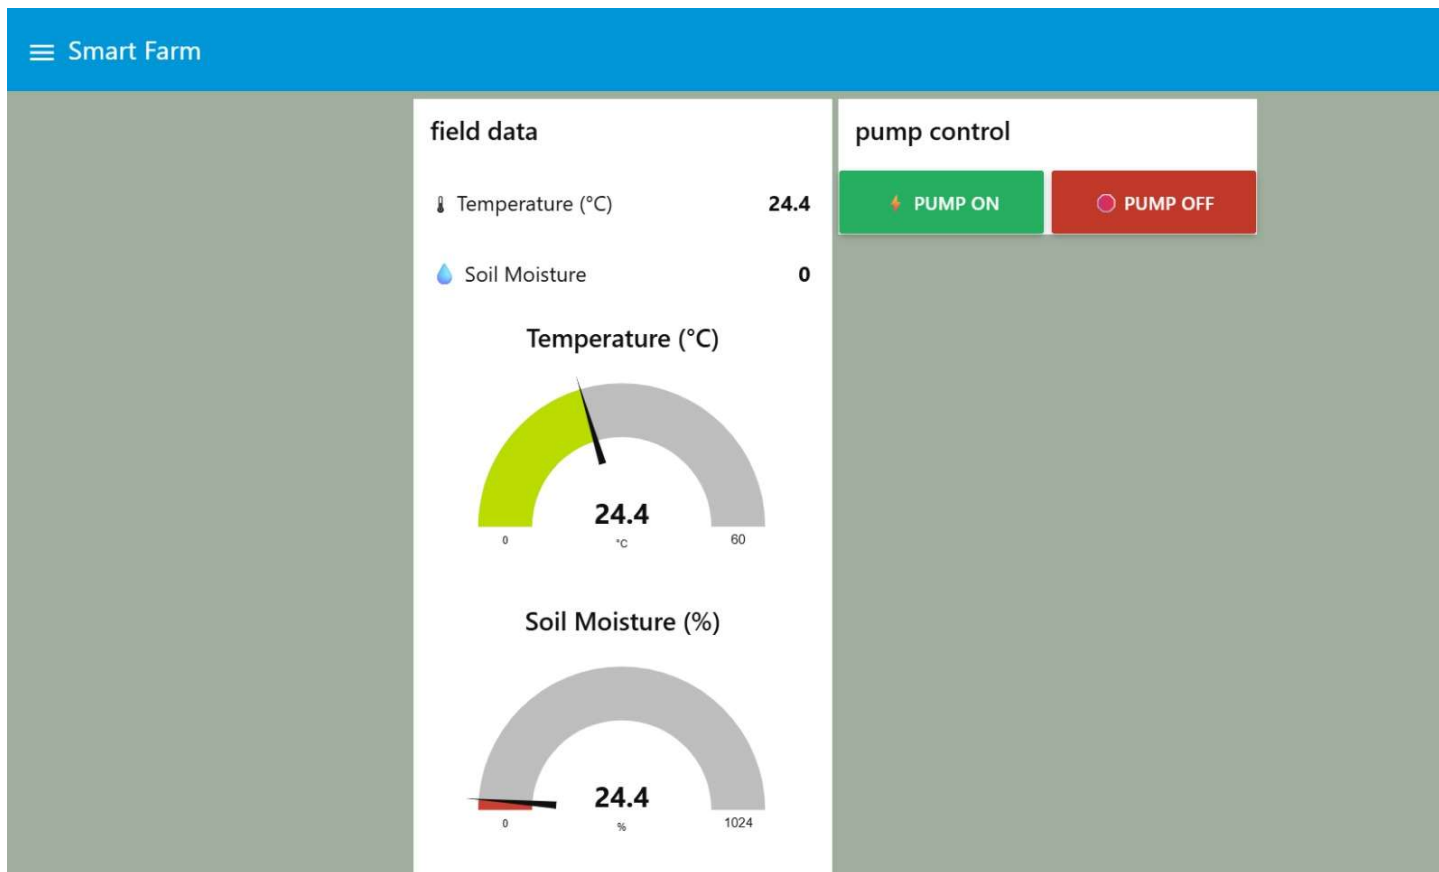 Smart Farm
field data
Temperature (°C) 24.4
Soil Moisture 0
Temperature (°C)
24.4
0 °C 60
Soil Moisture (%)
24.4
0 % 1024
pump control
PUMP ON PUMP OFF